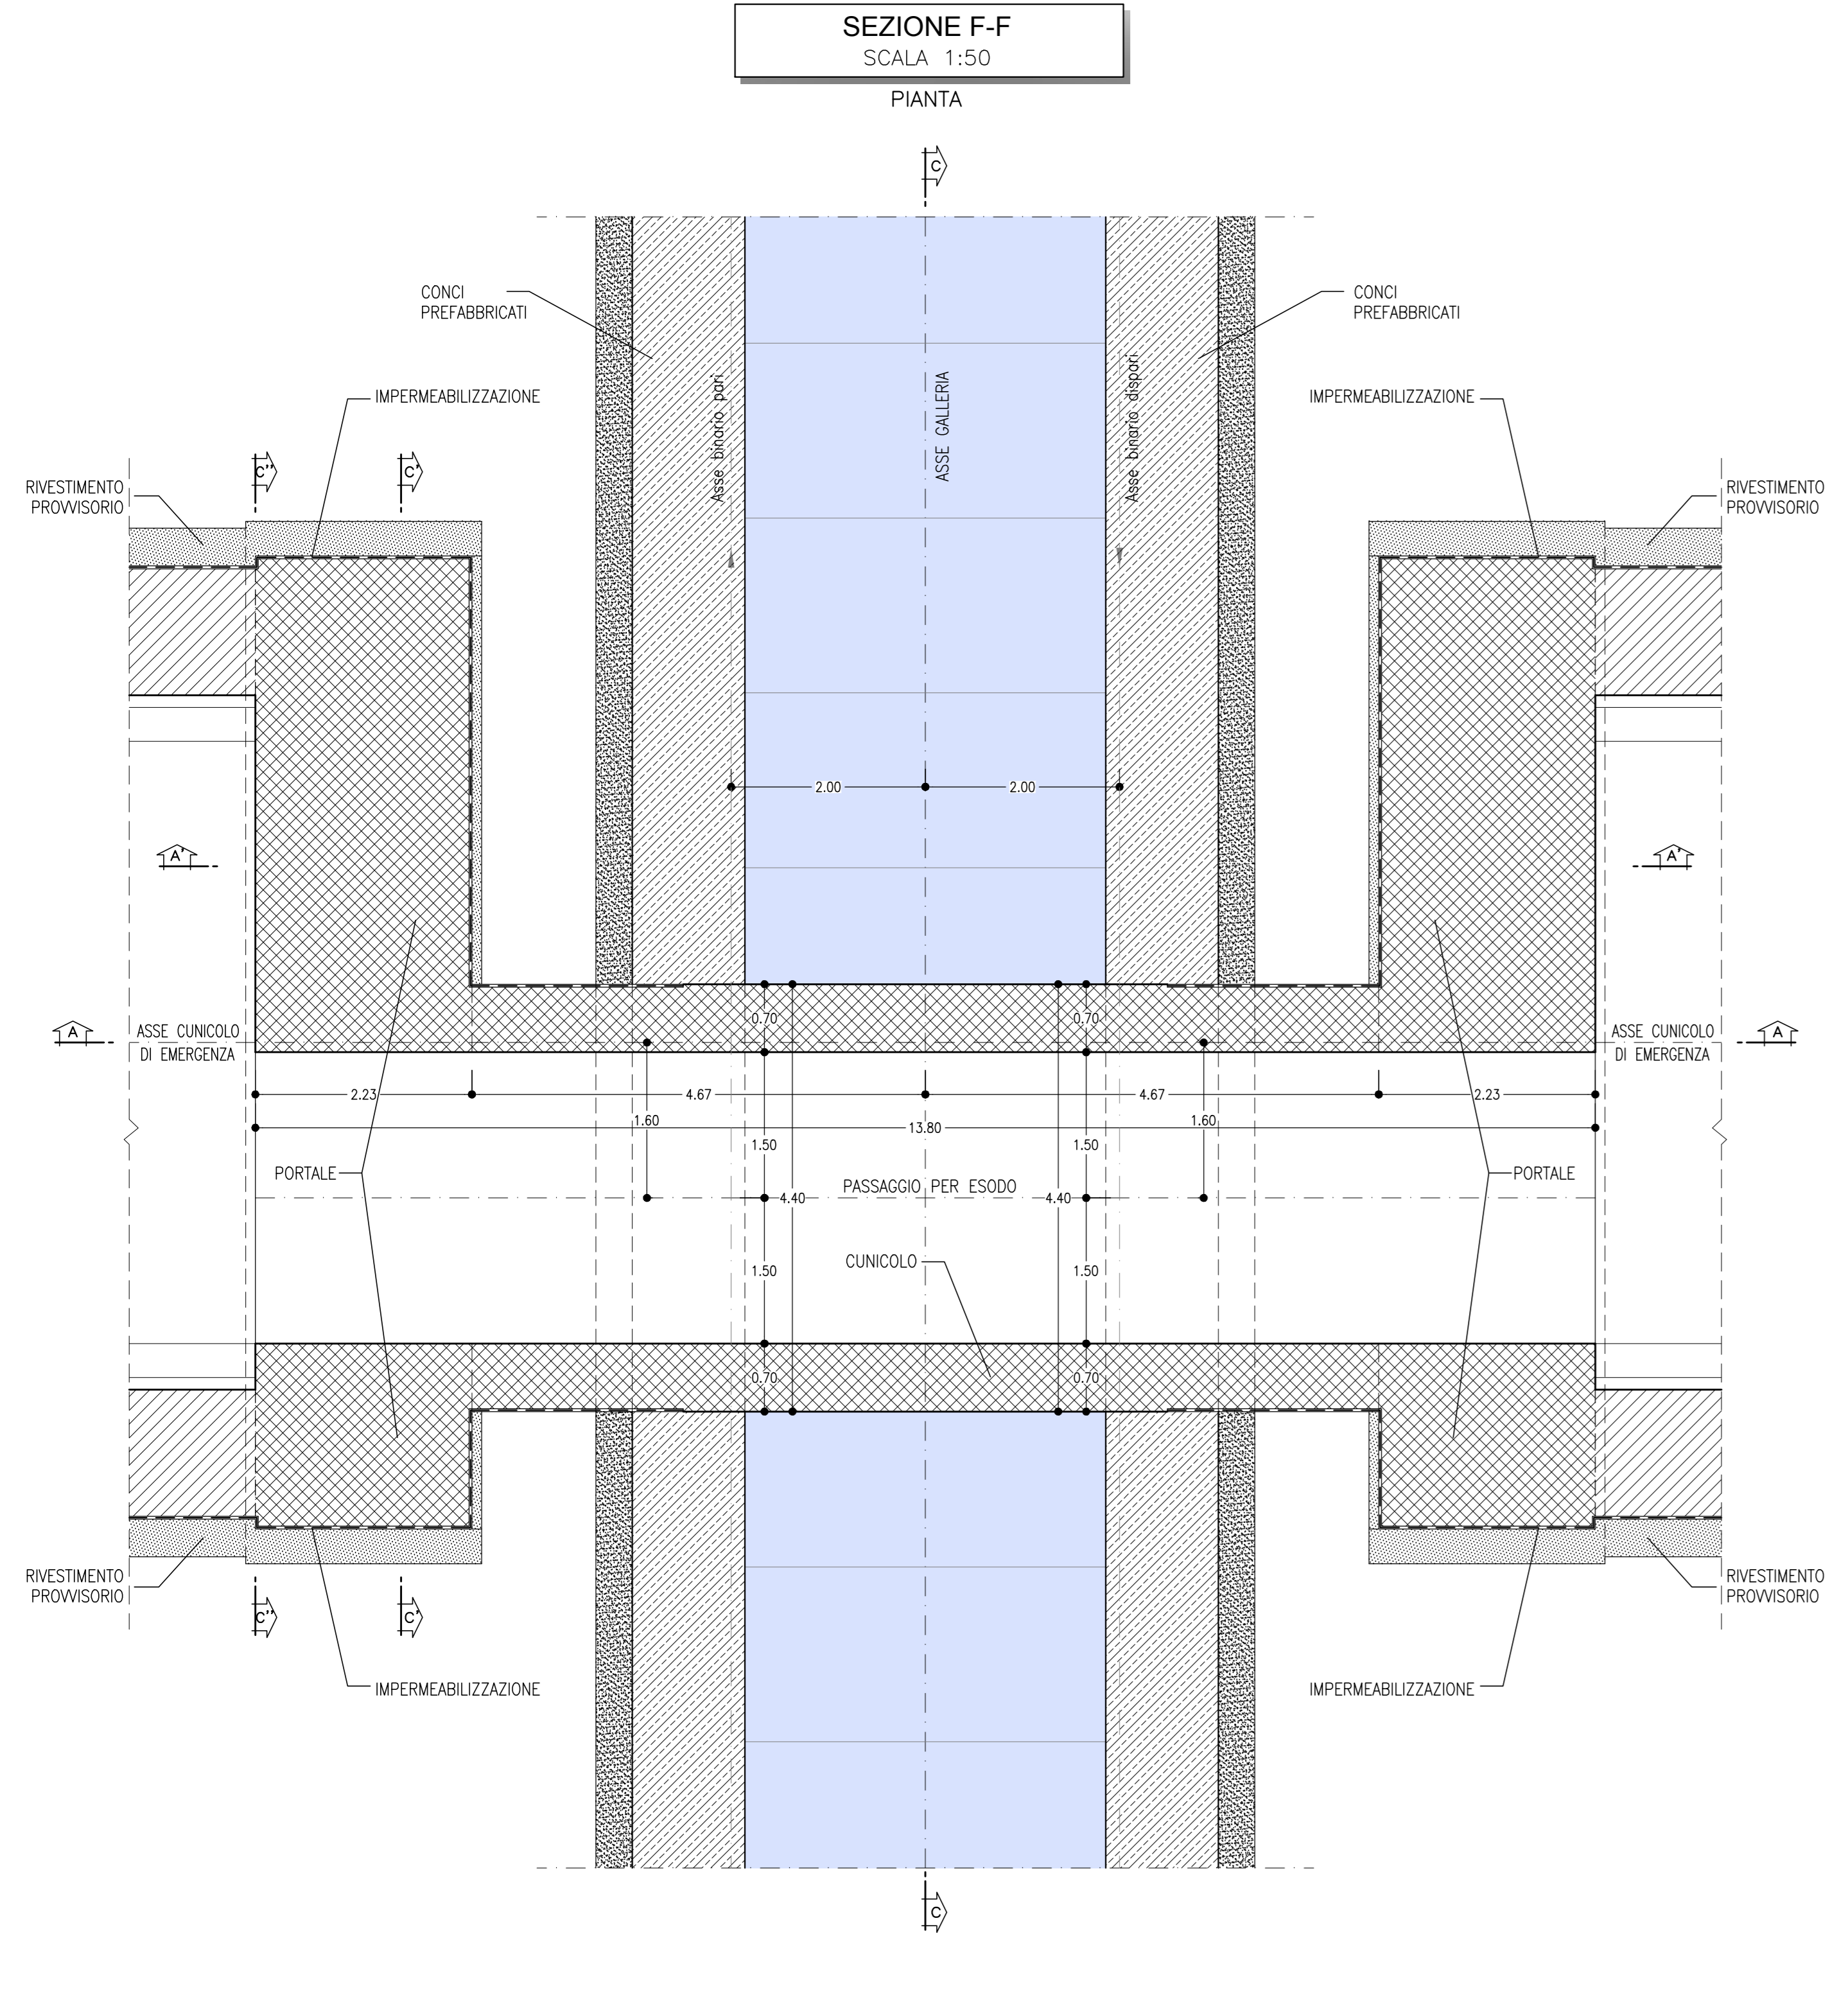 SEZIONE F-F
SCALA 1:50
PIANTA
C
CONCI
PREFABBRICATI
CONCI
PREFABBRICATI
Asse binario pari
ASSE GALLERIA
Asse binario dispari
IMPERMEABILIZZAZIONE
IMPERMEABILIZZAZIONE
C''
C'
RIVESTIMENTO
PROVVISORIO
RIVESTIMENTO
PROVVISORIO
2.00
2.00
A'
A'
0.70
0.70
A
ASSE CUNICOLO
DI EMERGENZA
ASSE CUNICOLO
DI EMERGENZA
A
2.23
4.67
4.67
2.23
1.60
13.80
1.60
1.50
1.50
PORTALE
PORTALE
4.40
PASSAGGIO PER ESODO
4.40
CUNICOLO
1.50
1.50
0.70
0.70
RIVESTIMENTO
PROVVISORIO
RIVESTIMENTO
PROVVISORIO
C''
C'
IMPERMEABILIZZAZIONE
IMPERMEABILIZZAZIONE
C